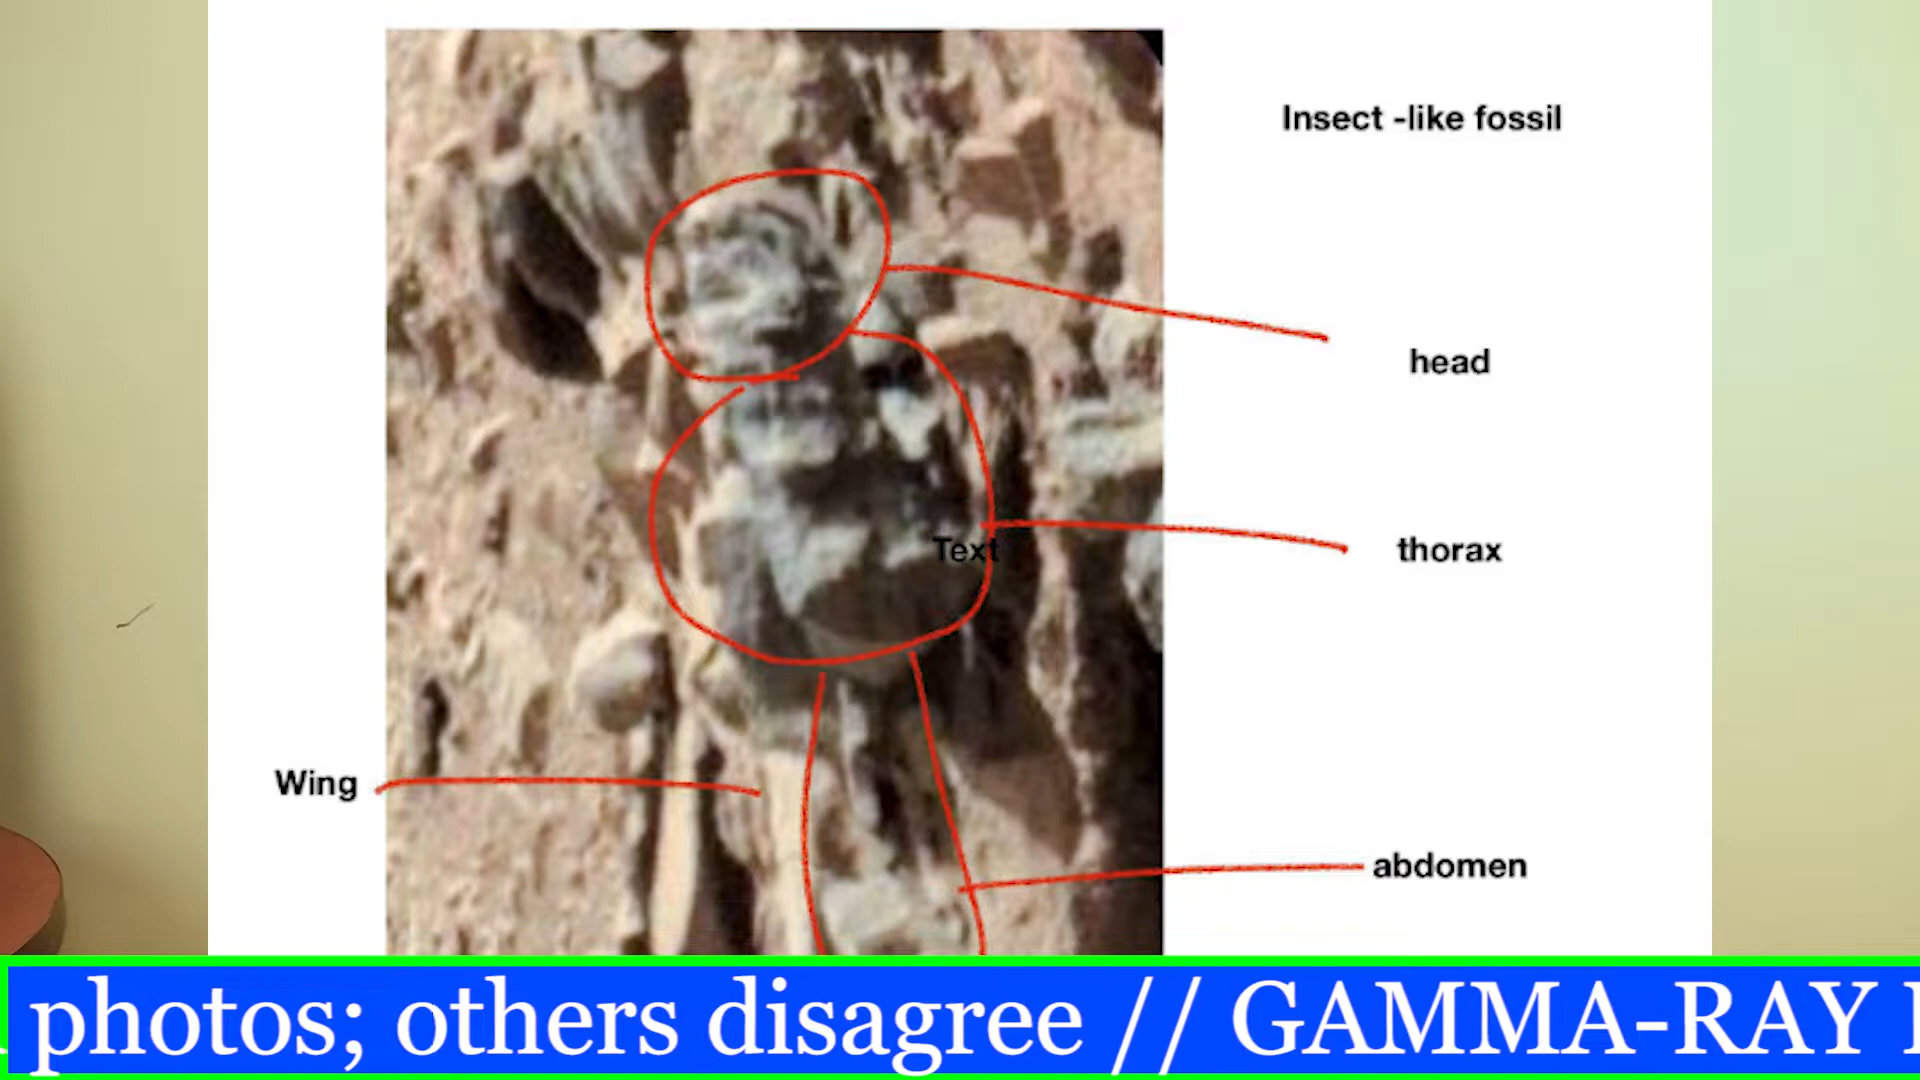 Insect -like fossil
head
Text
thorax
Wing
abdomen
photos; others disagree // GAMMA-RAY